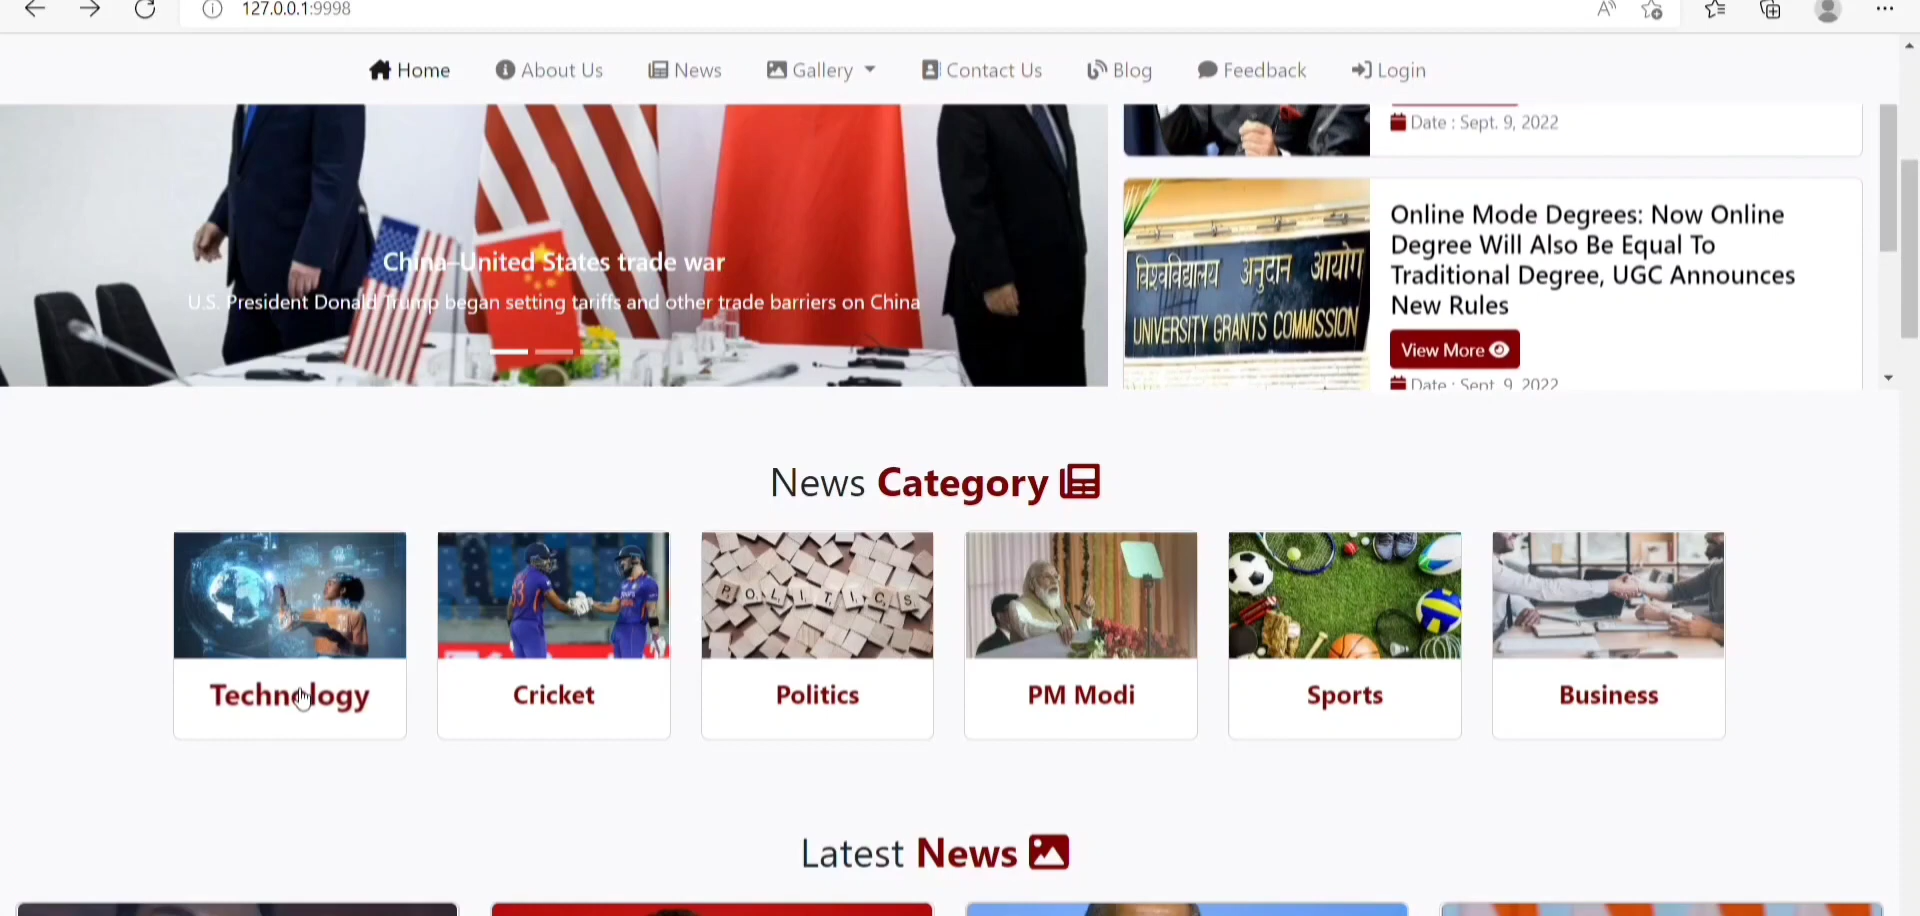 127.0.0.1:9998
Home
About Us
News
Gallery
Contact Us
Blog
Feedback
Login
China–United States trade war
U.S. President Donald Trump began setting tariffs and other trade barriers on China
Date : Sept. 9, 2022
विश्वविद्यालय अनुदान आयोग
UNIVERSITY GRANTS COMMISSION
Online Mode Degrees: Now Online
Degree Will Also Be Equal To
Traditional Degree, UGC Announces
New Rules
View More
Date : Sept. 9, 2022
News Category
POLITICS
Technology
Cricket
Politics
PM Modi
Sports
Business
Latest News